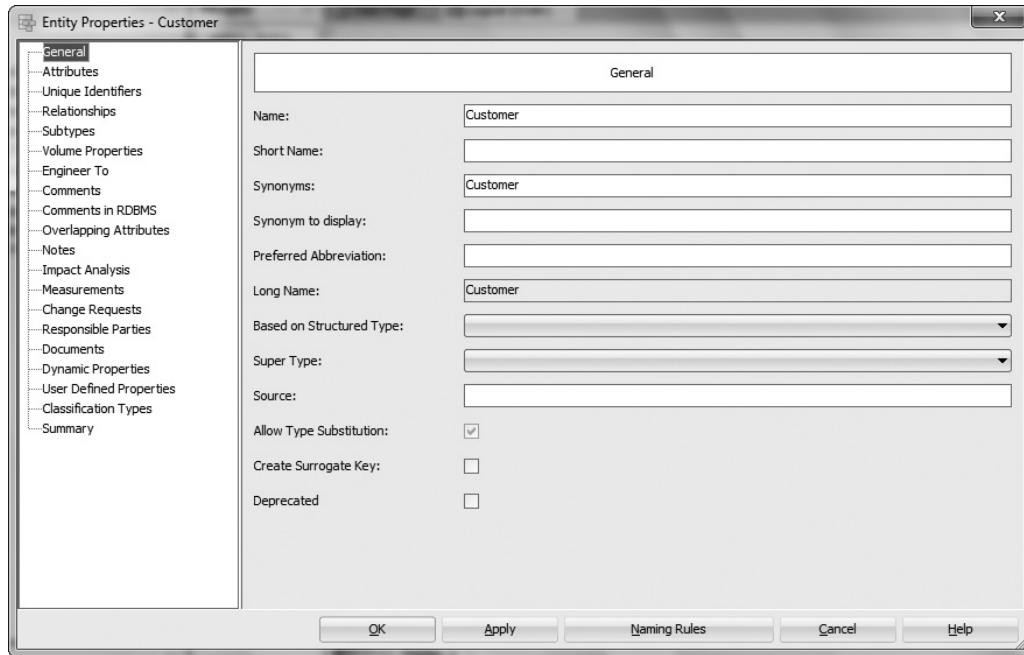 Entity Properties - Customer
General
Attributes
Unique Identifiers
Relationships
Subtypes
Volume Properties
Engineer To
Comments
Comments in RDBMS
Overlapping Attributes
Notes
Impact Analysis
Measurements
Change Requests
Responsible Parties
Documents
Dynamic Properties
User Defined Properties
Classification Types
Summary
General
Name: Customer
Short Name:
Synonyms: Customer
Synonym to display:
Preferred Abbreviation:
Long Name: Customer
Based on Structured Type:
Super Type:
Source:
Allow Type Substitution:
Create Surrogate Key:
Deprecated
OK Apply Naming Rules Cancel Help